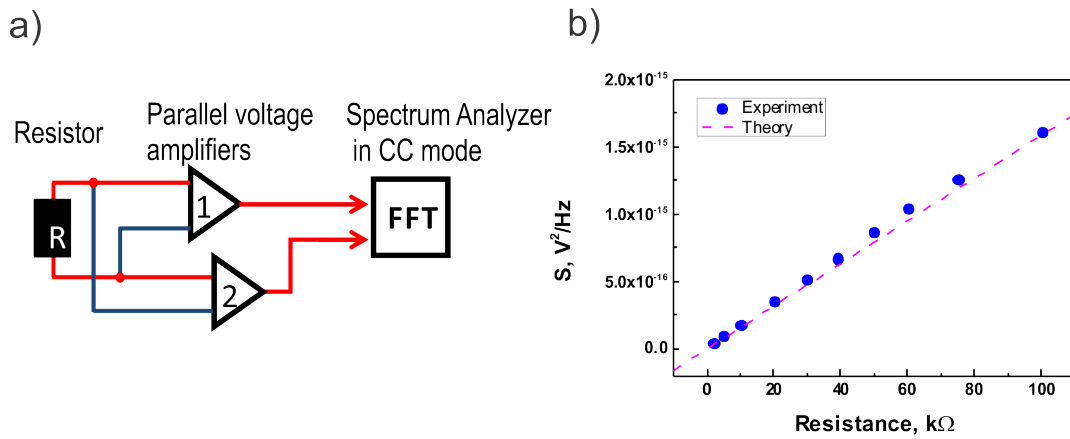 a)
Resistor
Parallel voltage
amplifiers
Spectrum Analyzer
in CC mode
R
1
2
FFT
b)
S, V²/Hz
2.0x10⁻¹⁵
1.5x10⁻¹⁵
1.0x10⁻¹⁵
5.0x10⁻¹⁶
0.0
Experiment
Theory
0 20 40 60 80 100
Resistance, kΩ